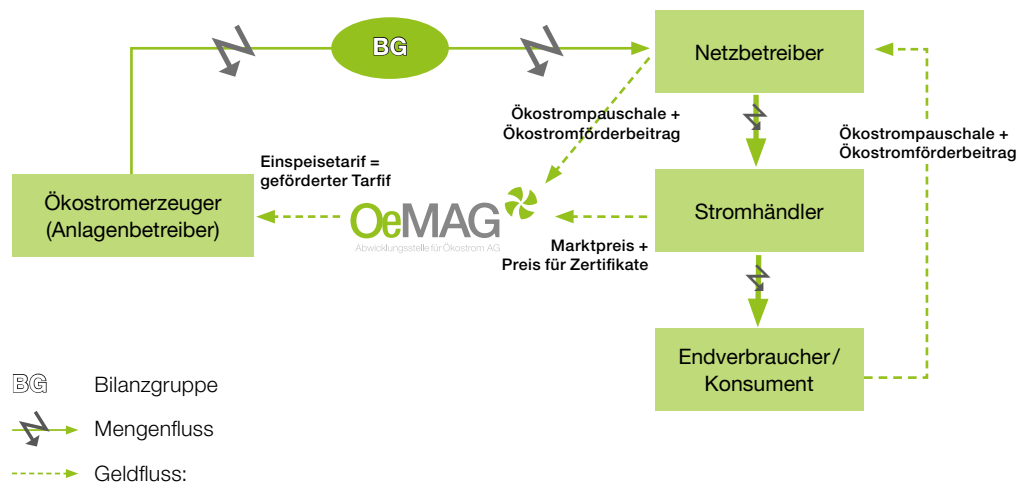 BG
Netzbetreiber
Ökostrompauschale +
Ökostromförderbeitrag
Ökostrompauschale +
Ökostromförderbeitrag
Einspeisetarif =
geförderter Tarfif
Ökostromerzeuger
(Anlagenbetreiber)
OeMAG
Abwicklungsstelle für Ökostrom AG
Stromhändler
Marktpreis +
Preis für Zertifikate
Endverbraucher/
Konsument
BG Bilanzgruppe
Mengenfluss
Geldfluss: